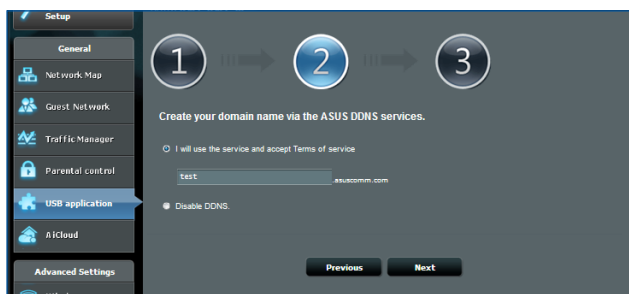 Setup
General
Network Map
Guest Network
Traffic Manager
Parental control
USB application
AiCloud
Advanced Settings
1
2
3
Create your domain name via the ASUS DDNS services.
I will use the service and accept Terms of service
test .asuscomm.com
Disable DDNS.
Previous Next